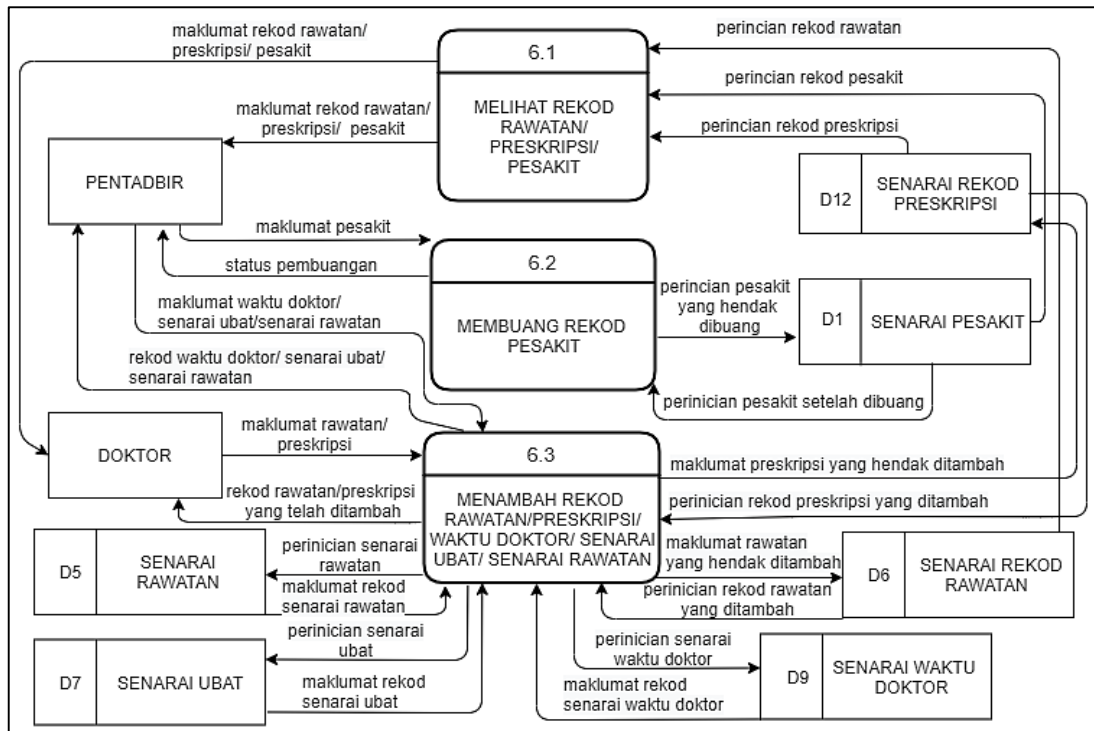 maklumat rekod rawatan/
preskripsi/ pesakit
6.1
MELIHAT REKOD
RAWATAN/
PRESKRIPSI/
PESAKIT
perincian rekod rawatan
perincian rekod pesakit
perincian rekod preskripsi
maklumat rekod rawatan/
preskripsi/ pesakit
PENTADBIR
D12
SENARAI REKOD
PRESKRIPSI
maklumat pesakit
status pembuangan
6.2
MEMBUANG REKOD
PESAKIT
perincian pesakit
yang hendak
dibuang
D1
SENARAI PESAKIT
maklumat waktu doktor/
senarai ubat/senarai rawatan
rekod waktu doktor/ senarai ubat/
senarai rawatan
perinician pesakit setelah dibuang
DOKTOR
maklumat rawatan/
preskripsi
6.3
MENAMBAH REKOD
RAWATAN/PRESKRIPSI/
WAKTU DOKTOR/ SENARAI
UBAT/ SENARAI RAWATAN
maklumat preskripsi yang hendak ditambah
perinician rekod preskripsi yang ditambah
rekod rawatan/preskripsi
yang telah ditambah
D5
SENARAI
RAWATAN
perinician senarai
rawatan
maklumat rekod
senarai rawatan
maklumat rawatan
yang hendak ditambah
perinician rekod rawatan
yang ditambah
D6
SENARAI REKOD
RAWATAN
D7
SENARAI UBAT
perinician senarai
ubat
maklumat rekod
senarai ubat
perinician senarai
waktu doktor
maklumat rekod
senarai waktu doktor
D9
SENARAI WAKTU
DOKTOR